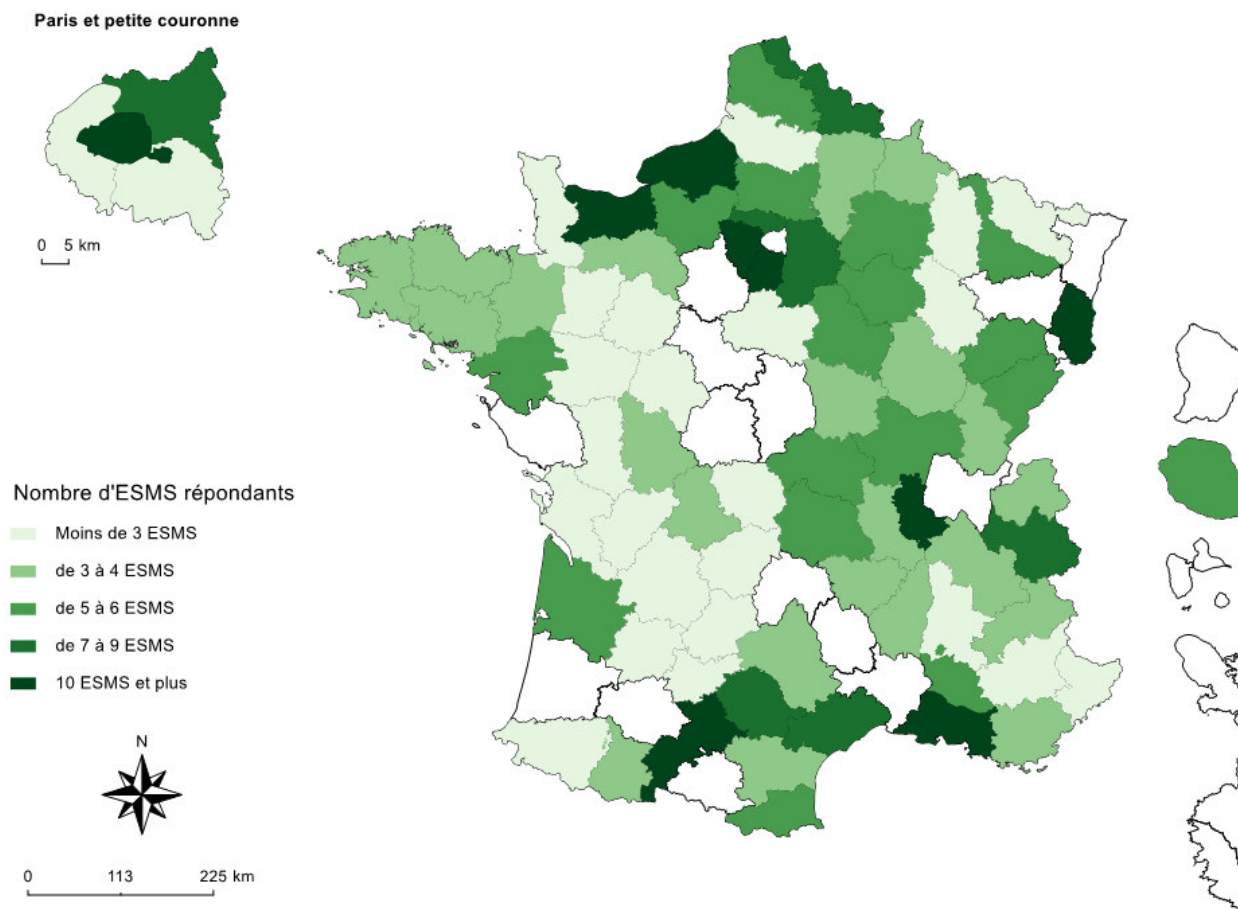 Paris et petite couronne
0 5 km
Nombre d'ESMS répondants
Moins de 3 ESMS
de 3 à 4 ESMS
de 5 à 6 ESMS
de 7 à 9 ESMS
10 ESMS et plus
N
0 113 225 km